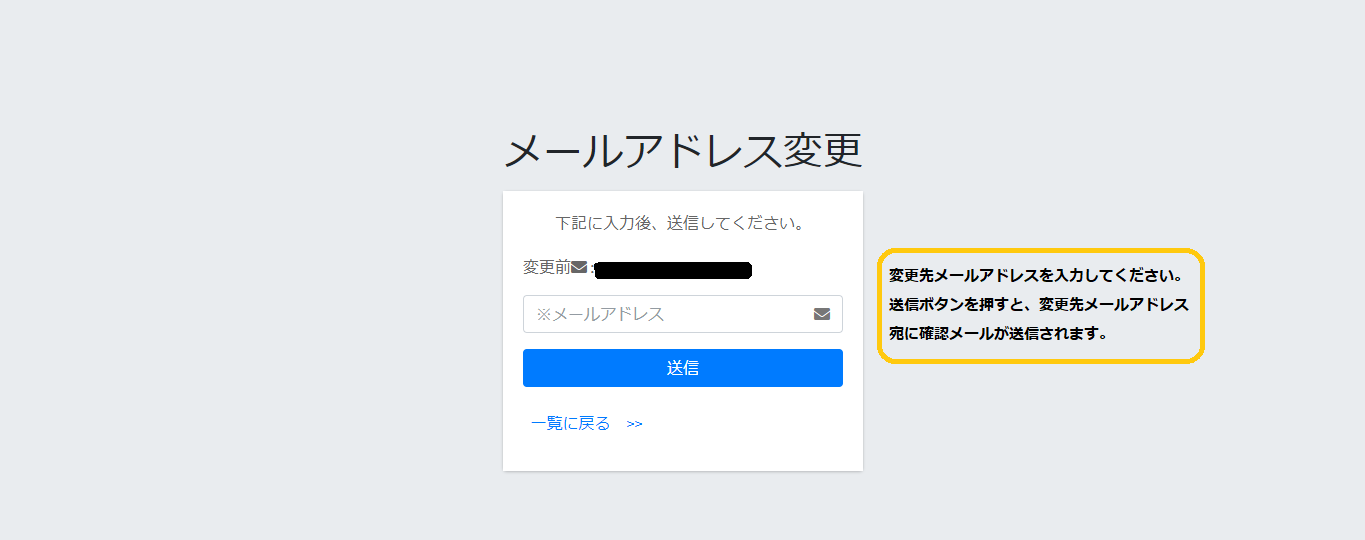 メールアドレス変更
下記に入力後、送信してください。
変更前 :
※メールアドレス
送信
一覧に戻る　>>
変更先メールアドレスを入力してください。
送信ボタンを押すと、変更先メールアドレス
宛に確認メールが送信されます。